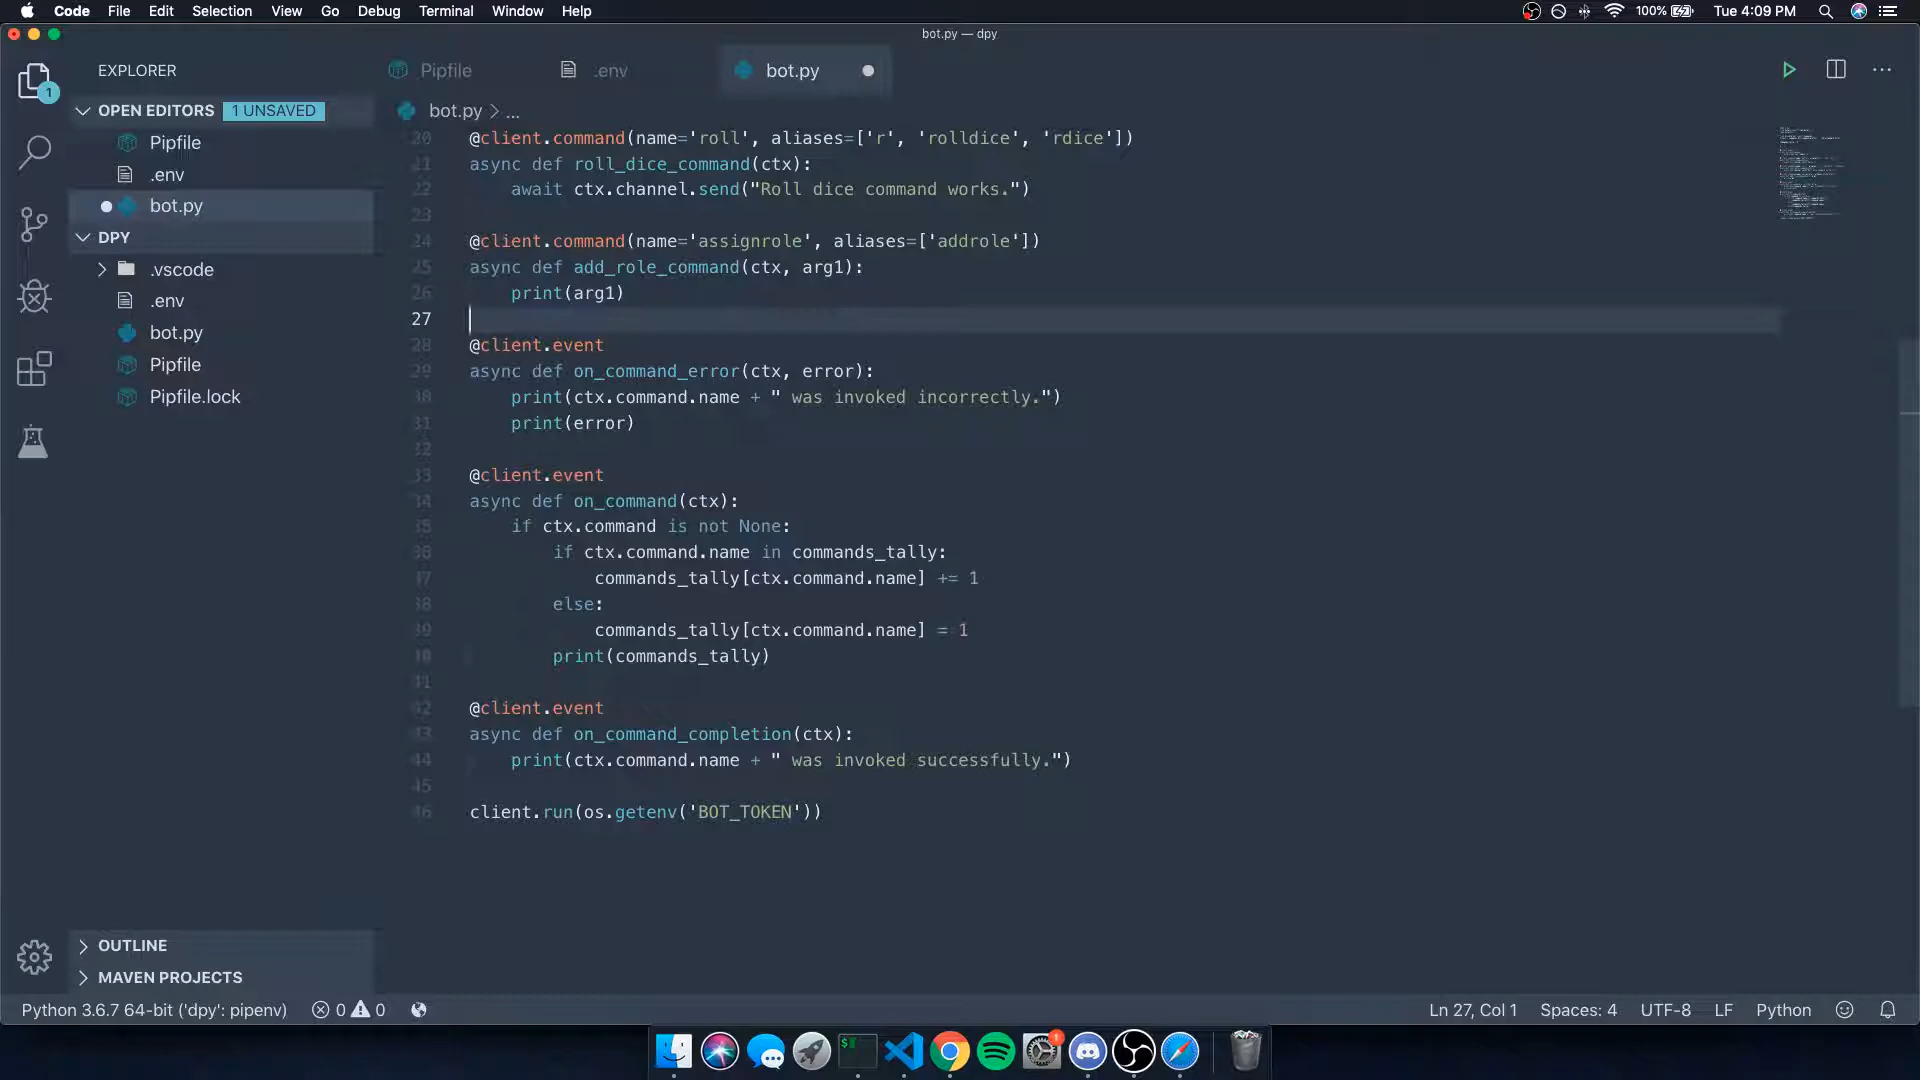 Code File Edit Selection View Go Debug Terminal Window Help
100% Tue 4:09 PM
bot.py — dpy
EXPLORER
OPEN EDITORS 1 UNSAVED
Pipfile
.env
bot.py
DPY
.vscode
.env
bot.py
Pipfile
Pipfile.lock
OUTLINE
MAVEN PROJECTS
1
Pipfile .env bot.py
bot.py > ...
20 @client.command(name='roll', aliases=['r', 'rolldice', 'rdice'])
21 async def roll_dice_command(ctx):
22 await ctx.channel.send("Roll dice command works.")
23
24 @client.command(name='assignrole', aliases=['addrole'])
25 async def add_role_command(ctx, arg1):
26 print(arg1)
27
28 @client.event
29 async def on_command_error(ctx, error):
30 print(ctx.command.name + " was invoked incorrectly.")
31 print(error)
32
33 @client.event
34 async def on_command(ctx):
35 if ctx.command is not None:
36 if ctx.command.name in commands_tally:
37 commands_tally[ctx.command.name] += 1
38 else:
39 commands_tally[ctx.command.name] = 1
40 print(commands_tally)
41
42 @client.event
43 async def on_command_completion(ctx):
44 print(ctx.command.name + " was invoked successfully.")
45
46 client.run(os.getenv('BOT_TOKEN'))
Python 3.6.7 64-bit ('dpy': pipenv) 0 0 Ln 27, Col 1 Spaces: 4 UTF-8 LF Python
1